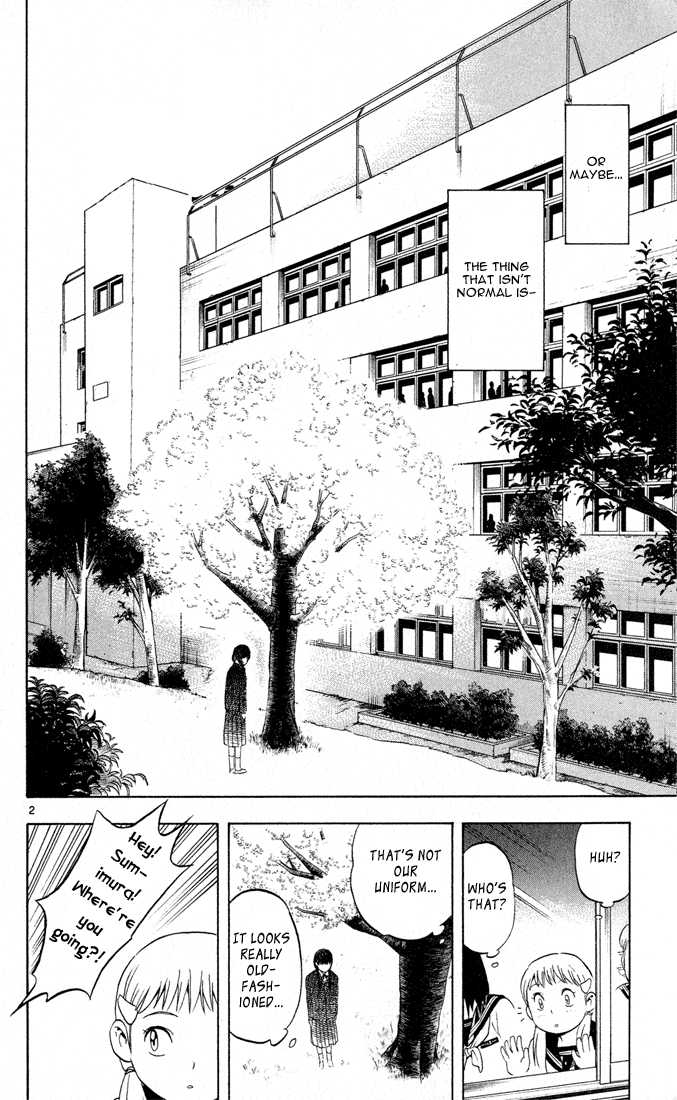 OR
MAYBE...
THE THING
THAT ISN'T
NORMAL IS-
2
HUH?
WHO'S
THAT?
THAT'S NOT
OUR
UNIFORM...
IT LOOKS
REALLY
OLD-
FASH-
IONED...
Hey!
Sum-
imura!
Where're
you
going?!